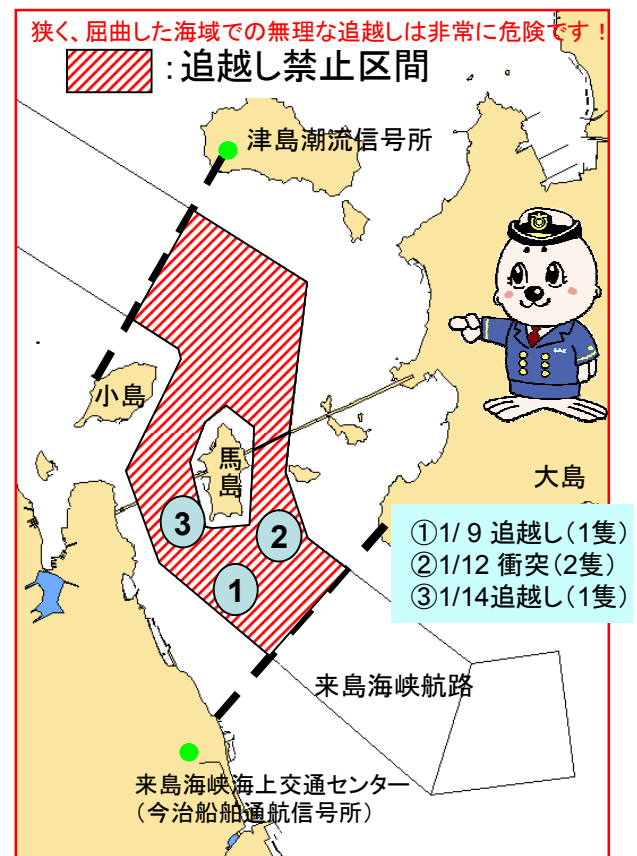 狭く、屈曲した海域での無理な追越しは非常に危険です！
：追越し禁止区間
津島潮流信号所
小島
馬島
大島
3
2
1
①1/ 9 追越し（1隻）
②1/12 衝突（2隻）
③1/14追越し（1隻）
来島海峡航路
来島海峡海上交通センター
（今治船舶通航信号所）